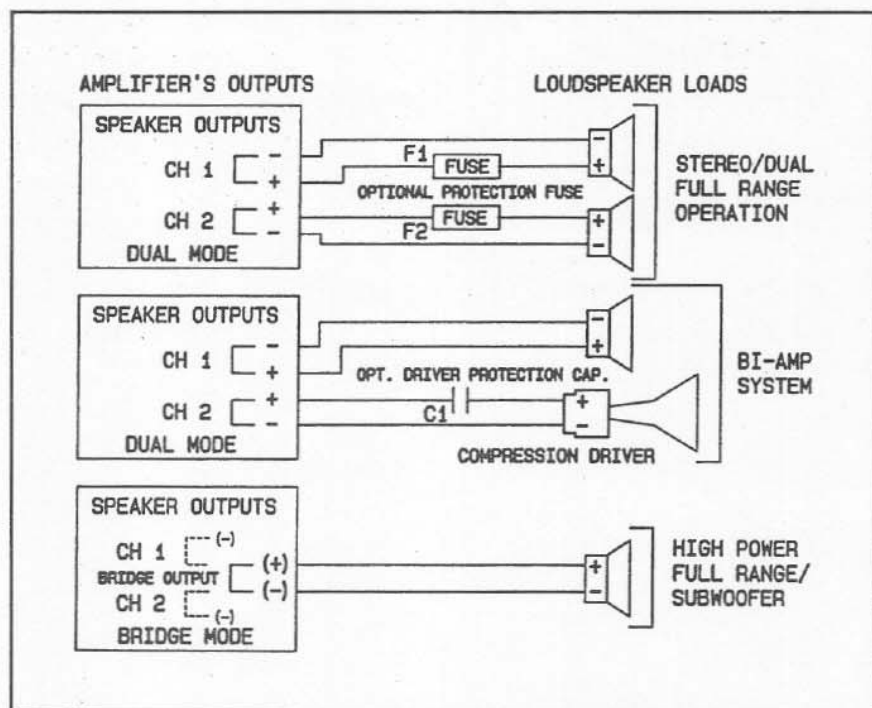 AMPLIFIER'S OUTPUTS
LOUDSPEAKER LOADS
SPEAKER OUTPUTS
CH 1
-
+
CH 2
+
-
DUAL MODE
F1
FUSE
OPTIONAL PROTECTION FUSE
FUSE
F2
-
+
+
-
STEREO/DUAL
FULL RANGE
OPERATION
SPEAKER OUTPUTS
CH 1
-
+
CH 2
+
-
DUAL MODE
-
+
OPT. DRIVER PROTECTION CAP.
C1
+
-
COMPRESSION DRIVER
BI-AMP
SYSTEM
SPEAKER OUTPUTS
CH 1
(-)
BRIDGE OUTPUT
(+)
(-)
CH 2
(-)
BRIDGE MODE
+
-
HIGH POWER
FULL RANGE/
SUBWOOFER